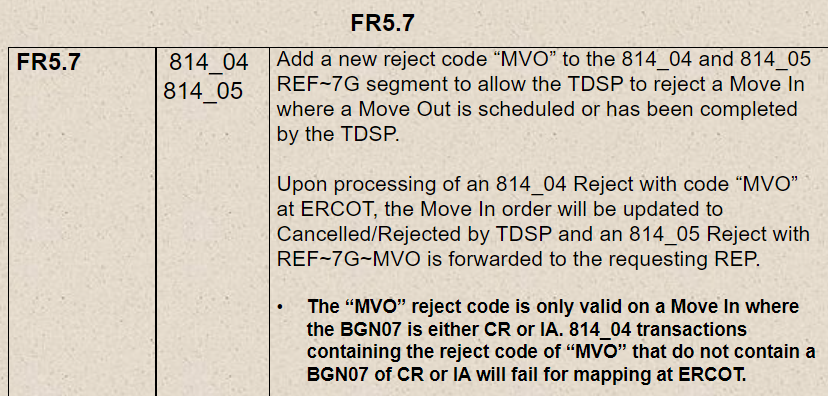 FR5.7
FR5.7
814_04
814_05
Add a new reject code “MVO” to the 814_04 and 814_05
REF~7G segment to allow the TDSP to reject a Move In
where a Move Out is scheduled or has been completed
by the TDSP.
Upon processing of an 814_04 Reject with code “MVO”
at ERCOT, the Move In order will be updated to
Cancelled/Rejected by TDSP and an 814_05 Reject with
REF~7G~MVO is forwarded to the requesting REP.
• The “MVO” reject code is only valid on a Move In where
the BGN07 is either CR or IA. 814_04 transactions
containing the reject code of “MVO” that do not contain a
BGN07 of CR or IA will fail for mapping at ERCOT.